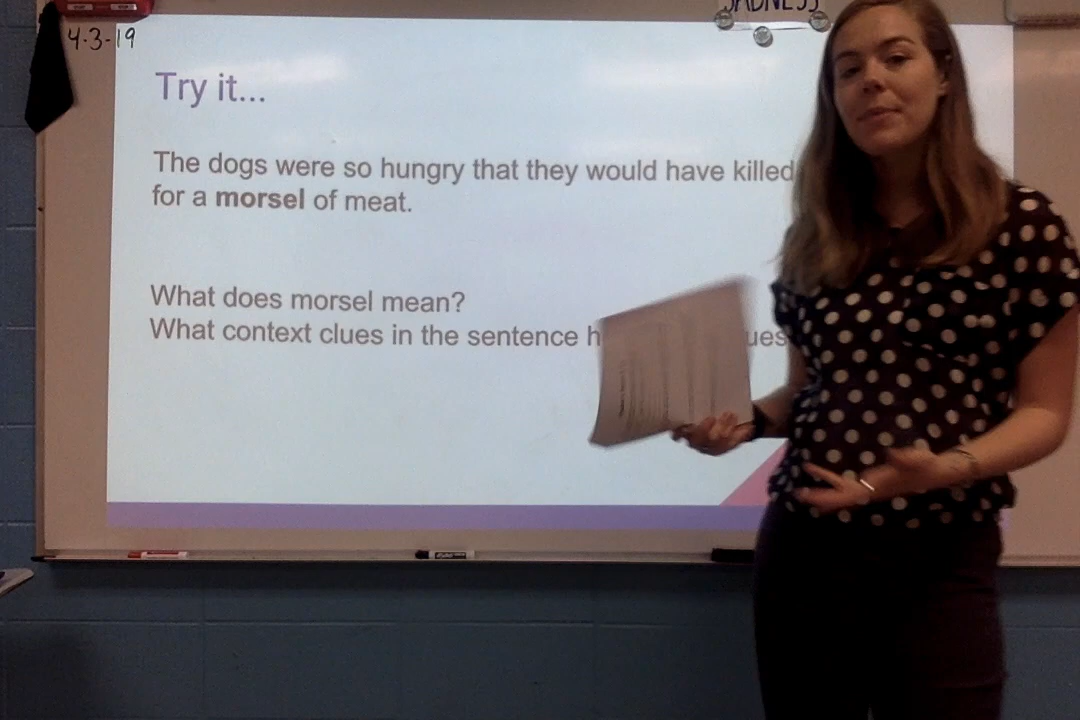 SADNESS
4-3-19
Try it...
The dogs were so hungry that they would have killed
for a morsel of meat.
What does morsel mean?
What context clues in the sentence